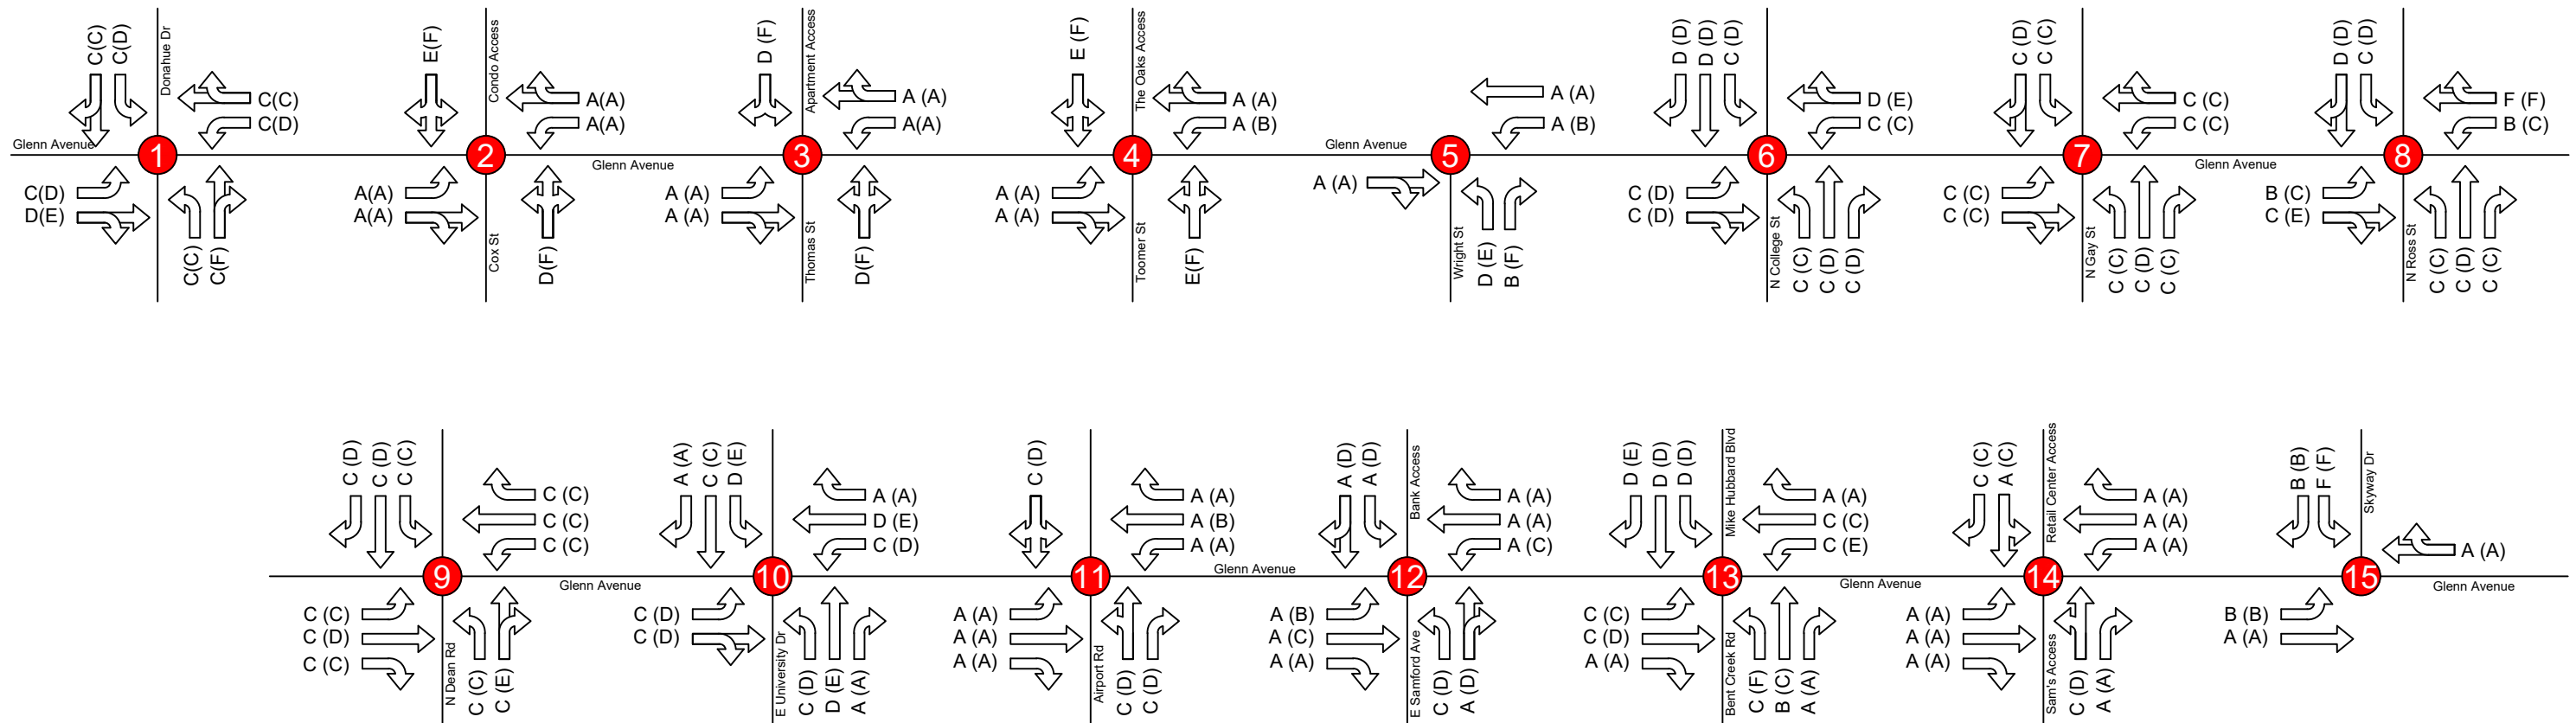 C(C)
C(D)
Donahue Dr
C(C)
C(D)
Glenn Avenue
1
C(D)
D(E)
C(C)
C(F)
E(F)
Condo Access
A(A)
A(A)
2
Glenn Avenue
A(A)
A(A)
Cox St
D(F)
D (F)
Apartment Access
A (A)
A(A)
3
A (A)
A (A)
Thomas St
D(F)
E (F)
The Oaks Access
A (A)
A (B)
4
A (A)
A (A)
Toomer St
E(F)
A (A)
A (B)
Glenn Avenue
5
A (A)
Wright St
D (E)
B (F)
D (D)
D (D)
C (D)
D (E)
C (C)
6
C (D)
C (D)
N College St
C (C)
C (D)
C (D)
C (D)
C (C)
C (C)
C (C)
7
Glenn Avenue
C (C)
C (C)
N Gay St
C (C)
C (D)
C (C)
D (D)
C (D)
F (F)
B (C)
8
B (C)
C (E)
N Ross St
C (C)
C (D)
C (C)
C (D)
C (D)
C (C)
C (C)
C (C)
C (C)
9
Glenn Avenue
C (C)
C (D)
C (C)
N Dean Rd
C (C)
C (E)
A (A)
C (C)
D (E)
A (A)
D (E)
C (D)
10
C (D)
C (D)
E University Dr
C (D)
D (E)
A (A)
C (D)
A (A)
A (B)
A (A)
11
Glenn Avenue
A (A)
A (A)
A (A)
Airport Rd
C (D)
C (D)
A (D)
A (D)
Bank Access
A (A)
A (A)
A (C)
12
A (B)
A (C)
A (A)
E Samford Ave
C (D)
A (D)
D (E)
D (D)
D (D)
Mike Hubbard Blvd
A (A)
C (C)
C (E)
13
Glenn Avenue
C (C)
C (D)
A (A)
Bent Creek Rd
C (F)
B (C)
A (A)
C (C)
A (C)
Retail Center Access
A (A)
A (A)
A (A)
14
A (A)
A (A)
A (A)
Sam's Access
C (D)
A (A)
B (B)
F (F)
Skyway Dr
A (A)
15
Glenn Avenue
B (B)
A (A)